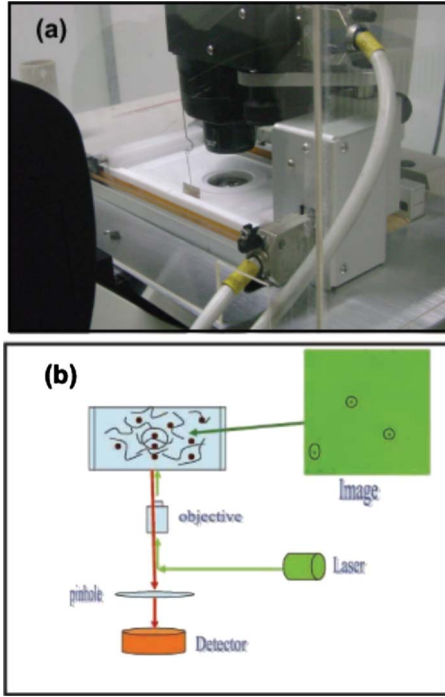 (a)
(b)
Image
objective
Laser
pinhole
Detector